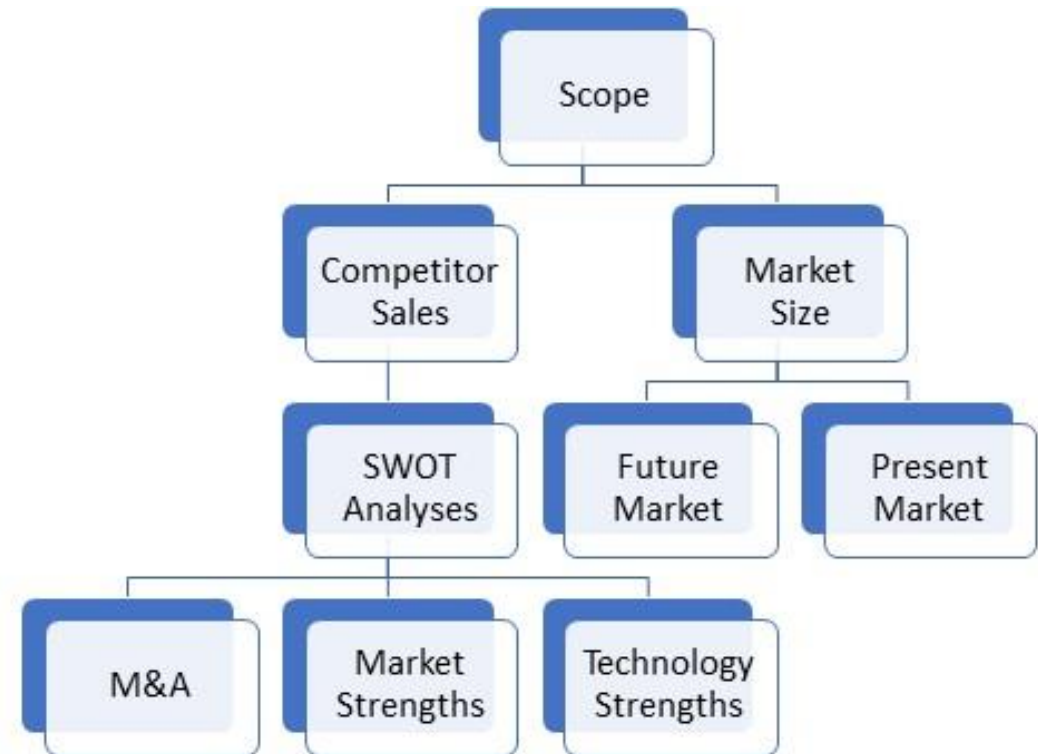 Scope
Competitor
Sales
Market
Size
SWOT
Analyses
Future
Market
Present
Market
M&A
Market
Strengths
Technology
Strengths